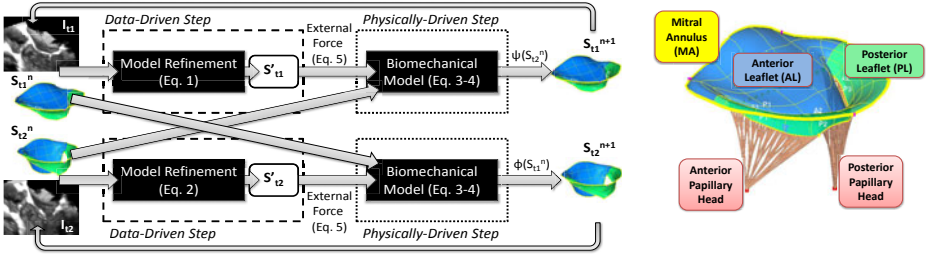 Data-Driven Step
External
Force
(Eq. 5)
Physically-Driven Step
I_t1
S_t1^n
Model Refinement
(Eq. 1)
S'_t1
Biomechanical
Model (Eq. 3-4)
ψ(S_t2^n)
S_t1^n+1
S_t2^n
I_t2
Model Refinement
(Eq. 2)
S'_t2
Biomechanical
Model (Eq. 3-4)
ϕ(S_t1^n)
S_t2^n+1
External
Force
(Eq. 5)
Data-Driven Step
Physically-Driven Step
Mitral
Annulus
(MA)
Anterior
Leaflet (AL)
Posterior
Leaflet (PL)
Anterior
Papillary
Head
Posterior
Papillary
Head